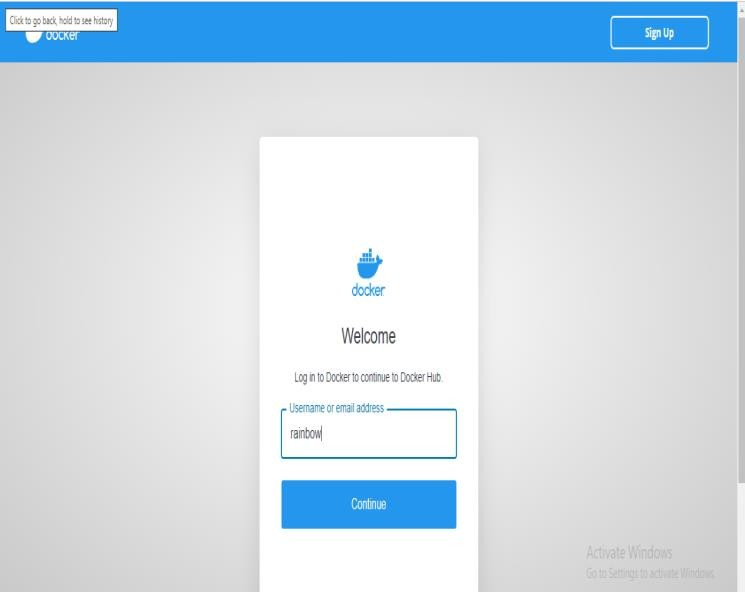 Click to go back, hold to see history
docker
Sign Up
docker
Welcome
Log in to Docker to continue to Docker Hub.
Username or email address
rainbow
Continue
Activate Windows
Go to Settings to activate Windows.